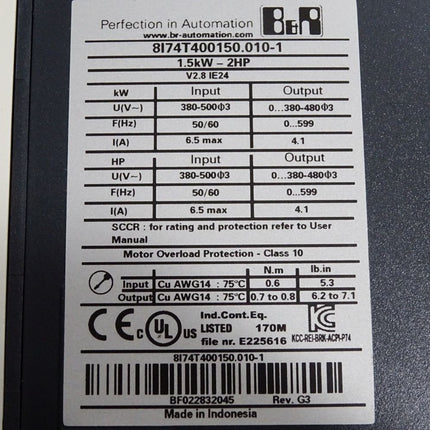 Perfection in Automation
www.br-automation.com
B&R
8I74T400150.010-1
1.5kW - 2HP
V2.8 IE24
kW Input Output
U(V~) 380-500Φ3 0...380-480Φ3
F(Hz) 50/60 0...599
I(A) 6.5 max 4.1
HP Input Output
U(V~) 380-500Φ3 0...380-480Φ3
F(Hz) 50/60 0...599
I(A) 6.5 max 4.1
SCCR : for rating and protection refer to User
Manual
Motor Overload Protection - Class 10
N.m lb.in
Input Cu AWG14 : 75°C 0.6 5.3
Output Cu AWG14 : 75°C 0.7 to 0.8 6.2 to 7.1
CE c UL us
Ind.Cont.Eq.
LISTED 170M
file nr. E225616
KCC-REI-BRK-ACPI-P74
8I74T400150.010-1
BF022832045 Rev. G3
Made in Indonesia